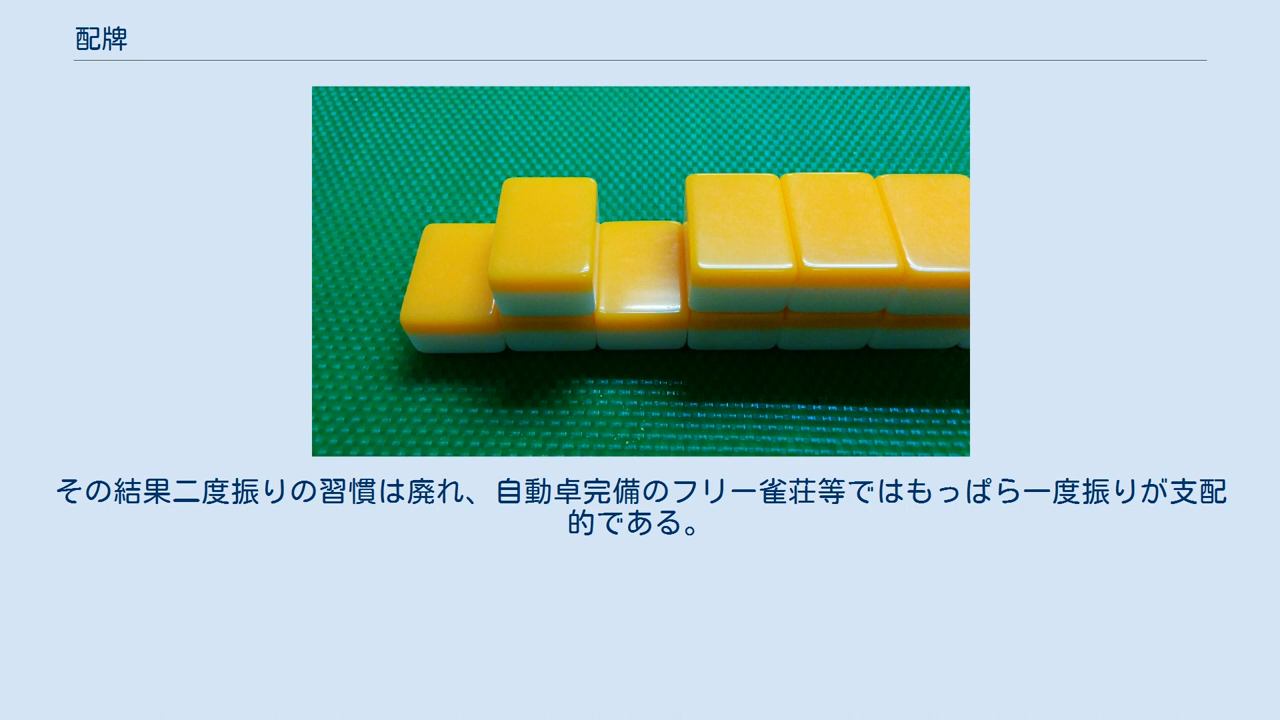 配牌
その結果二度振りの習慣は廃れ、自動卓完備のフリー雀荘等ではもっぱら一度振りが支配
的である。